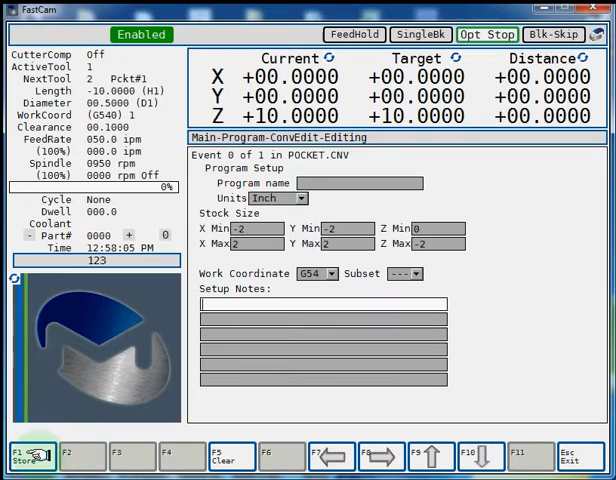 FastCam
Enabled
FeedHold SingleBk Opt Stop Blk-Skip
CutterComp Off
ActiveTool 1
NextTool 2 Pckt#1
Length -10.0000 (H1)
Diameter 00.5000 (D1)
WorkCoord (G540) 1
Clearance 00.1000
FeedRate 050.0 ipm
(100%) 000.0 ipm
Spindle 0950 rpm
(100%) 0000 rpm Off
0%
Cycle None
Dwell 000.0
Coolant
- Part# 0000 + 0
Time 12:58:05 PM
123
Current Target Distance
X +00.0000 +00.0000 +00.0000
Y +00.0000 +00.0000 +00.0000
Z +10.0000 +10.0000 +00.0000
Main-Program-ConvEdit-Editing
Event 0 of 1 in POCKET.CNV
Program Setup
Program name
Units Inch
Stock Size
X Min -2 Y Min -2 Z Min 0
X Max 2 Y Max 2 Z Max -2
Work Coordinate G54 Subset ---
Setup Notes:
F1 Store
F2
F3
F4
F5 Clear
F6
F7
F8
F9
F10
F11
Esc Exit